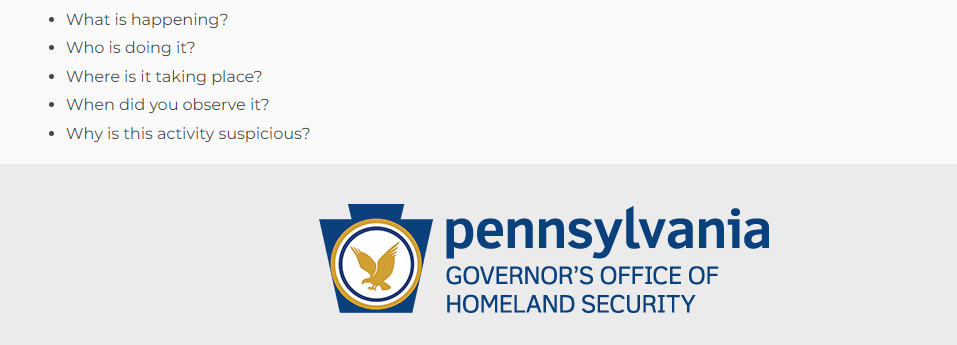 What is happening?
Who is doing it?
Where is it taking place?
When did you observe it?
Why is this activity suspicious?
pennsylvania
GOVERNOR'S OFFICE OF
HOMELAND SECURITY